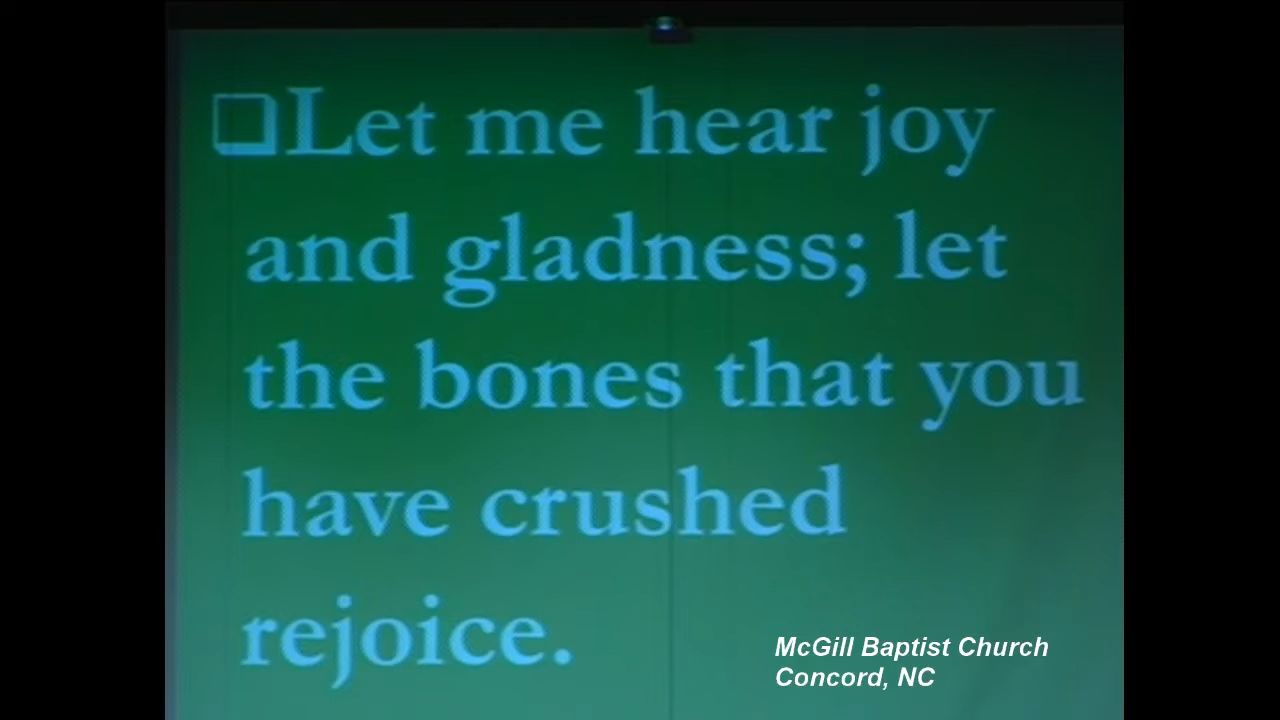 ❑Let me hear joy
and gladness; let
the bones that you
have crushed
rejoice.
McGill Baptist Church
Concord, NC